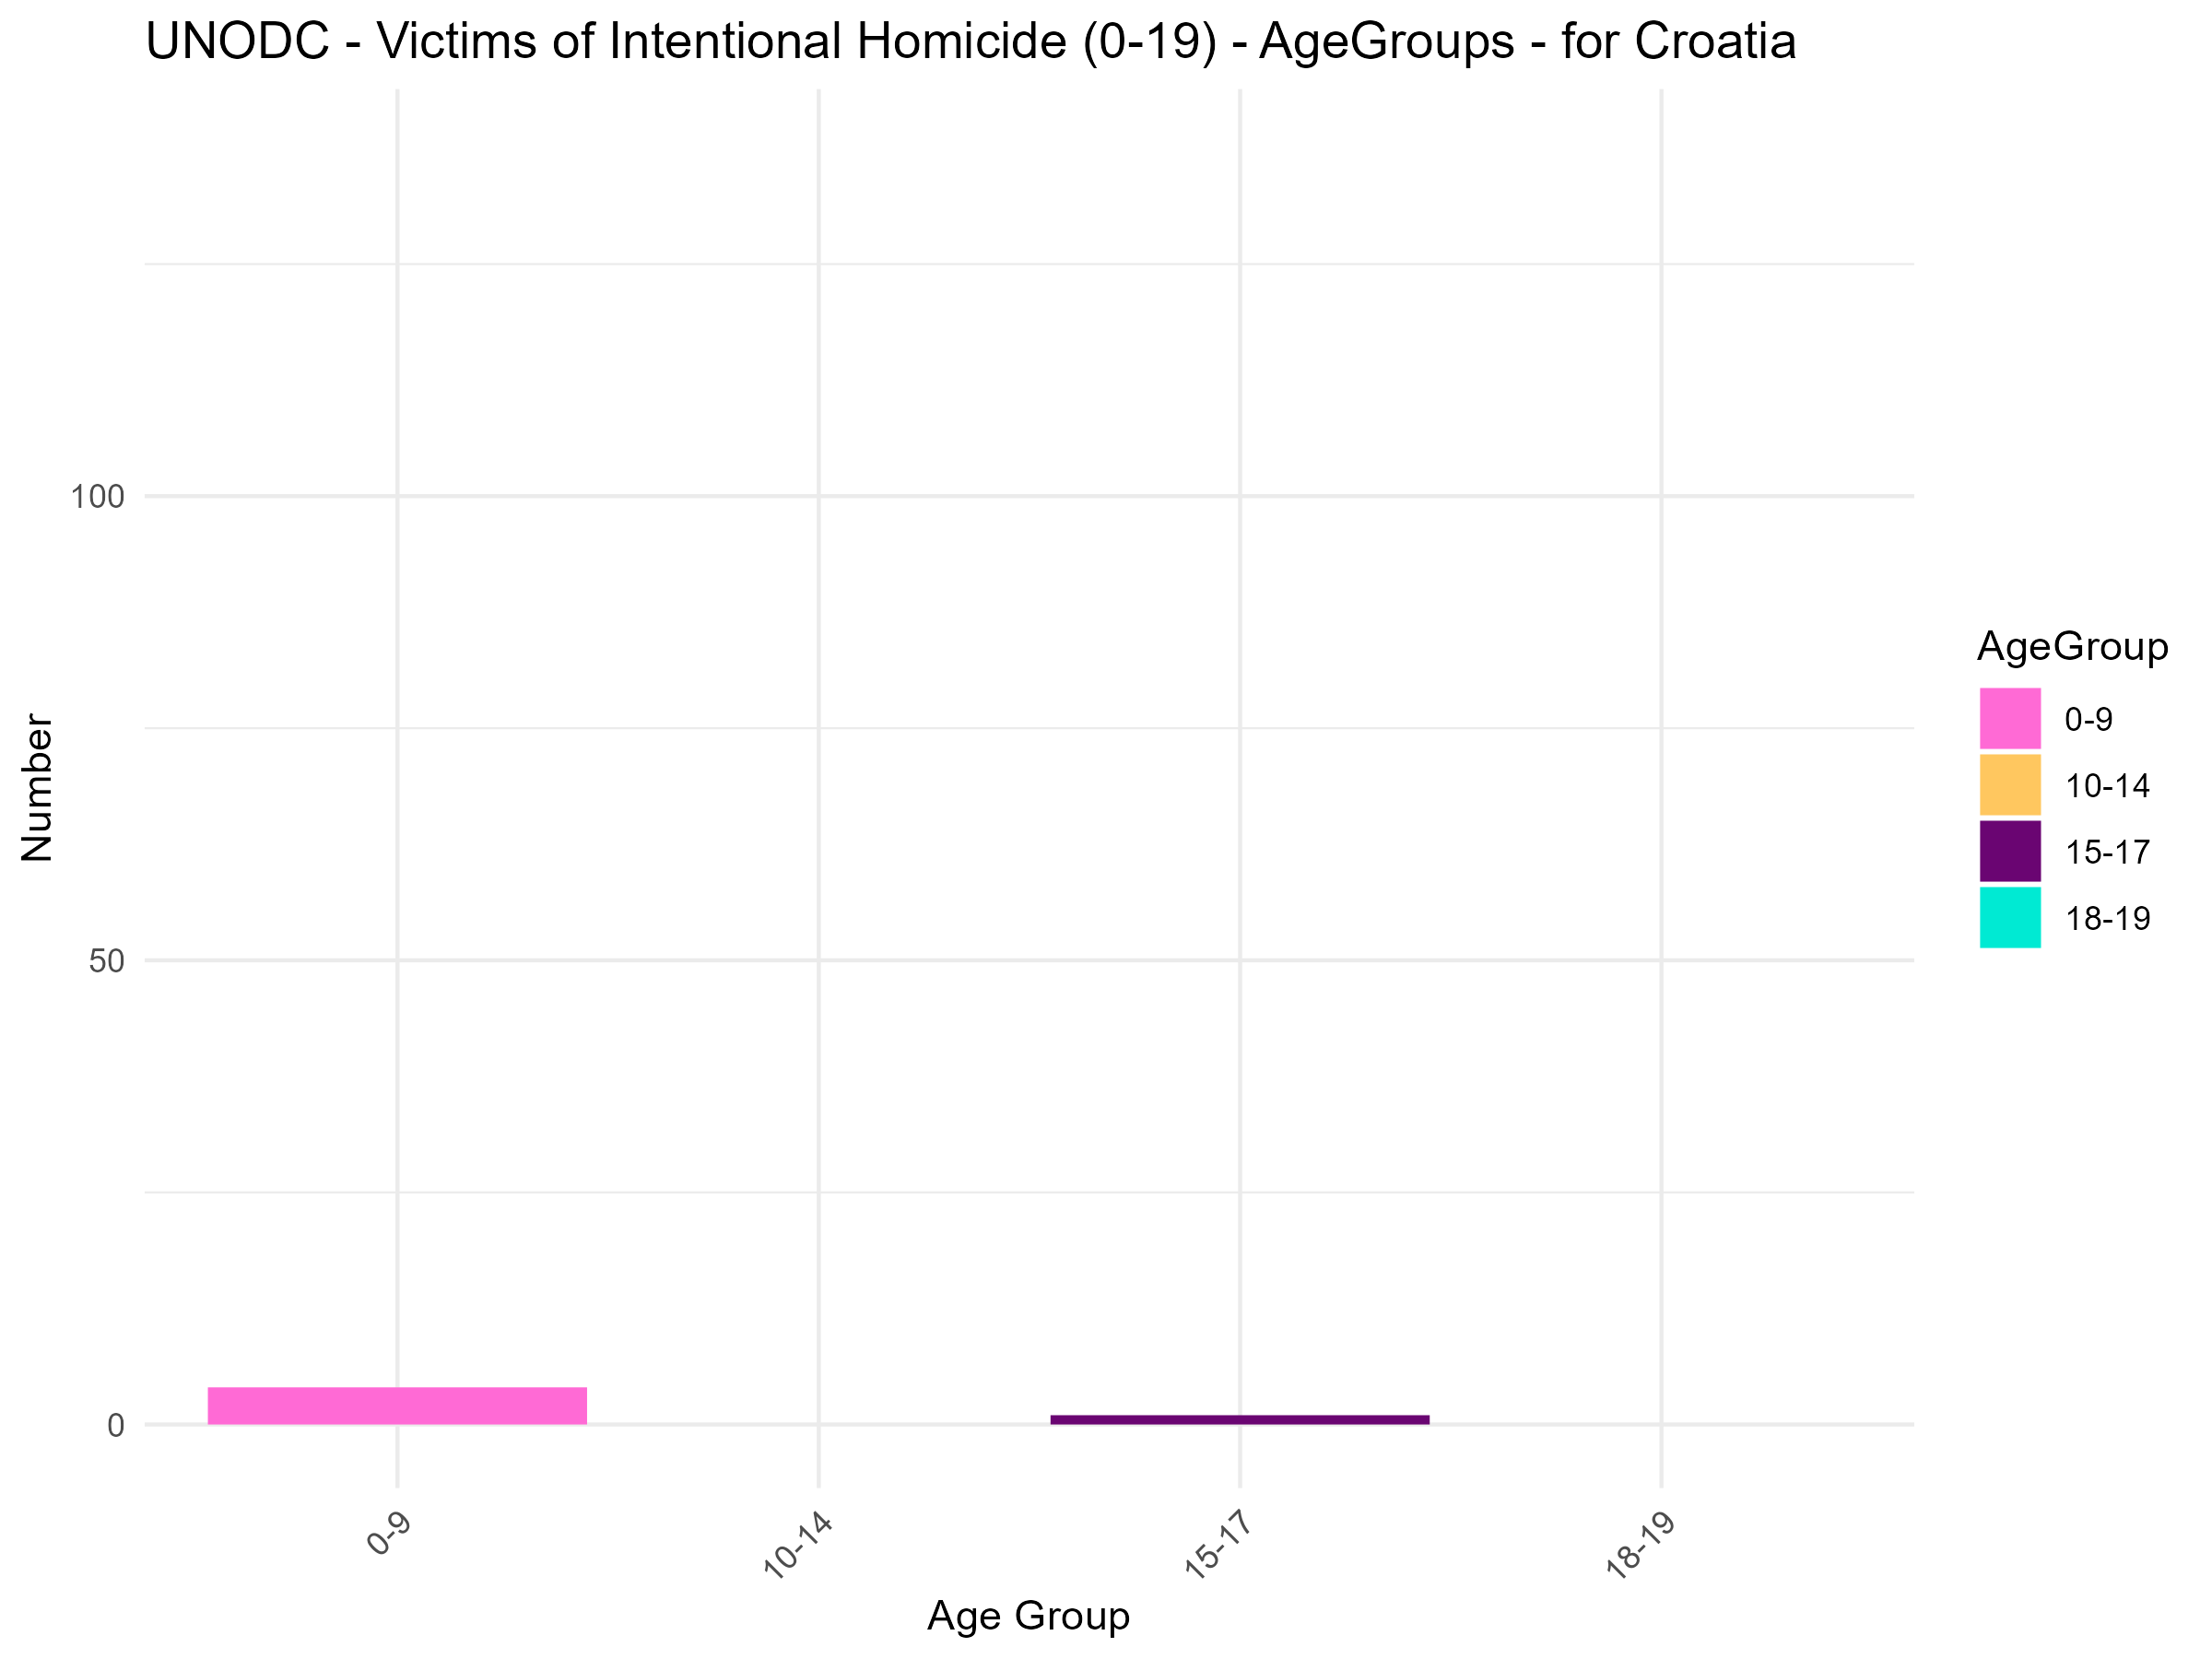 UNODC - Victims of Intentional Homicide (0-19) - AgeGroups - for Croatia
Number
100
50
0
0-9
10-14
15-17
18-19
Age Group
AgeGroup
0-9
10-14
15-17
18-19